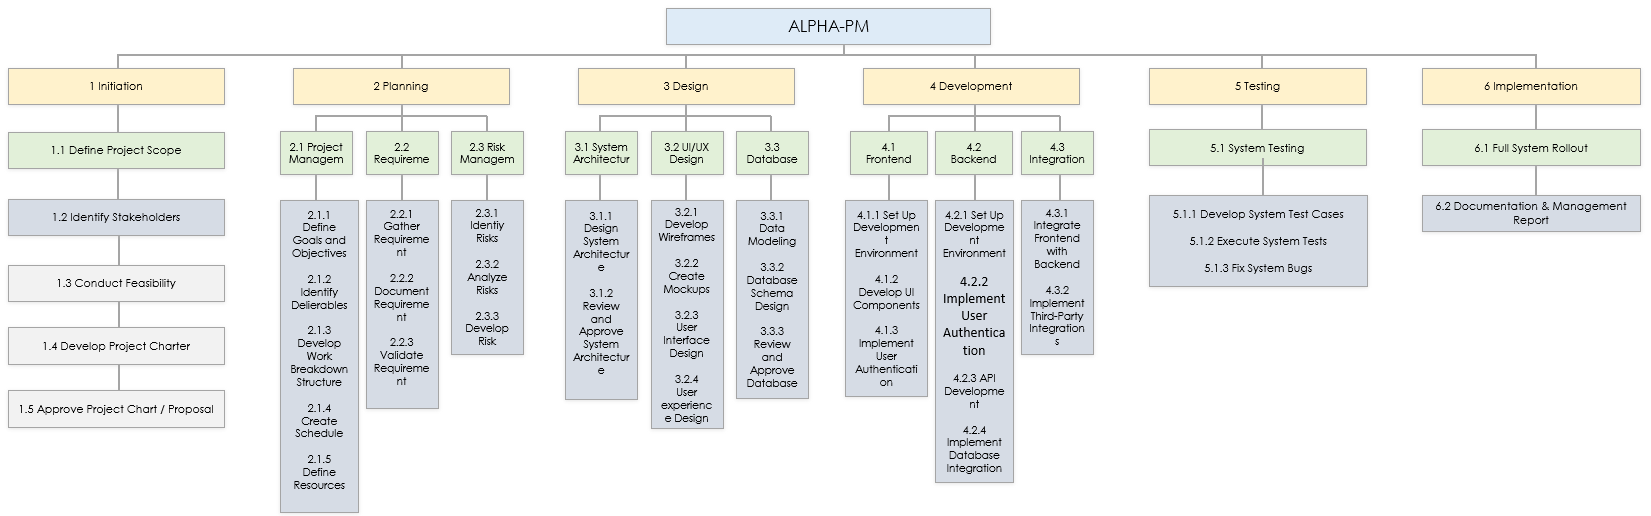 ALPHA-PM
1 Initiation
1.1 Define Project Scope
1.2 Identify Stakeholders
1.3 Conduct Feasibility
1.4 Develop Project Charter
1.5 Approve Project Chart / Proposal
2 Planning
2.1 Project
Managem
2.1.1
Define
Goals and
Objectives
2.1.2
Identify
Delierables
2.1.3
Develop
Work
Breakdown
Structure
2.1.4
Create
Schedule
2.1.5
Define
Resources
2.2
Requireme
2.2.1
Gather
Requireme
nt
2.2.2
Document
Requireme
nt
2.2.3
Validate
Requireme
nt
2.3 Risk
Managem
2.3.1
Identiy
Risks
2.3.2
Analyze
Risks
2.3.3
Develop
Risk
3 Design
3.1 System
Architectur
3.1.1
Design
System
Architectur
e
3.1.2
Review
and
Approve
System
Architectur
e
3.2 UI/UX
Design
3.2.1
Develop
Wireframes
3.2.2
Create
Mockups
3.2.3
User
Interface
Design
3.2.4
User
experienc
e Design
3.3
Database
3.3.1
Data
Modeling
3.3.2
Database
Schema
Design
3.3.3
Review
and
Approve
Database
4 Development
4.1
Frontend
4.1.1 Set Up
Developmen
t
Environment
4.1.2
Develop UI
Components
4.1.3
Implement
User
Authenticati
on
4.2
Backend
4.2.1 Set Up
Developme
nt
Environment
4.2.2
Implement
User
Authentica
tion
4.2.3 API
Developme
nt
4.2.4
Implement
Database
Integration
4.3
Integration
4.3.1
Integrate
Frontend
with
Backend
4.3.2
Implement
Third-Party
Integration
s
5 Testing
5.1 System Testing
5.1.1 Develop System Test Cases
5.1.2 Execute System Tests
5.1.3 Fix System Bugs
6 Implementation
6.1 Full System Rollout
6.2 Documentation & Management
Report